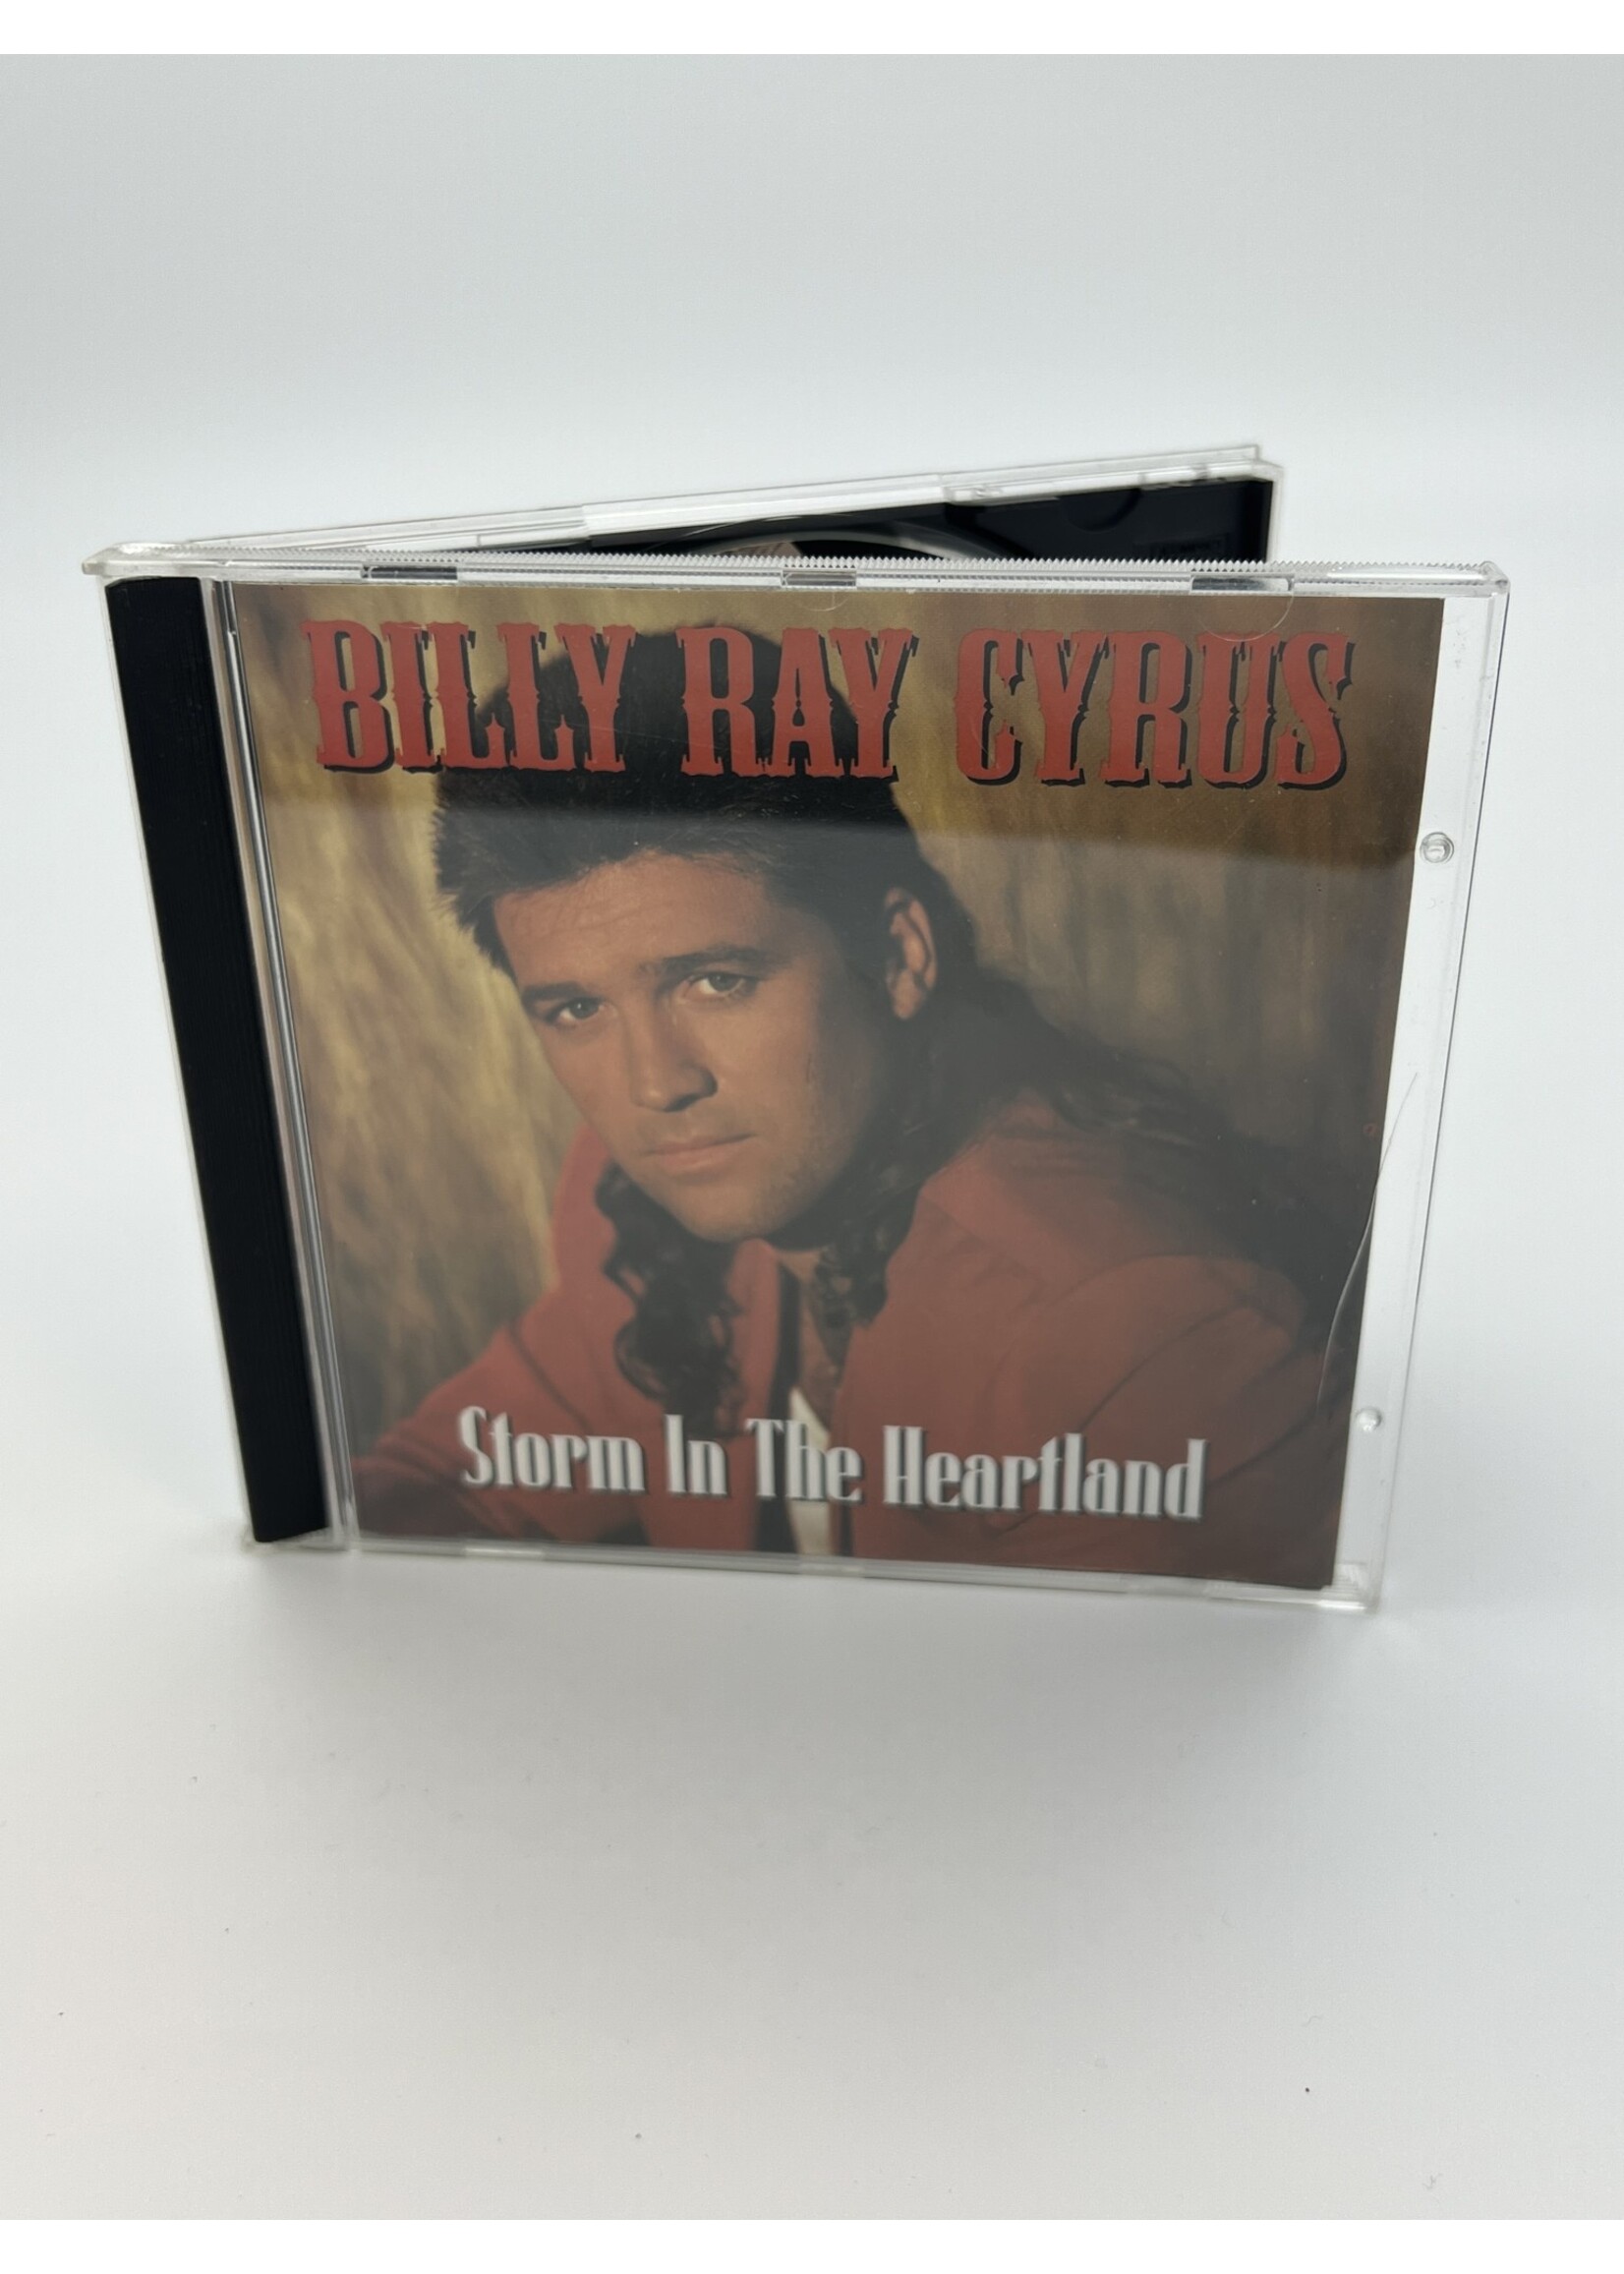 BILLY RAY CYRUS
Storm In The Heartland